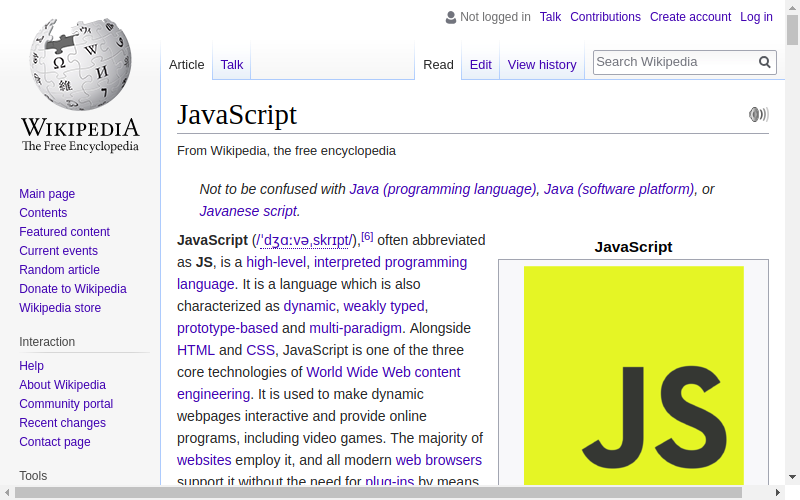 Not logged in Talk Contributions Create account Log in
Article Talk Read Edit View history Search Wikipedia
WIKIPEDIA
The Free Encyclopedia
Main page
Contents
Featured content
Current events
Random article
Donate to Wikipedia
Wikipedia store
Interaction
Help
About Wikipedia
Community portal
Recent changes
Contact page
Tools
JavaScript
From Wikipedia, the free encyclopedia
Not to be confused with Java (programming language), Java (software platform), or
Javanese script.
JavaScript (/ˈdʒɑːvəˌskrɪpt/),[6] often abbreviated
as JS, is a high-level, interpreted programming
language. It is a language which is also
characterized as dynamic, weakly typed,
prototype-based and multi-paradigm. Alongside
HTML and CSS, JavaScript is one of the three
core technologies of World Wide Web content
engineering. It is used to make dynamic
webpages interactive and provide online
programs, including video games. The majority of
websites employ it, and all modern web browsers
support it without the need for plug-ins by means
JavaScript
JS